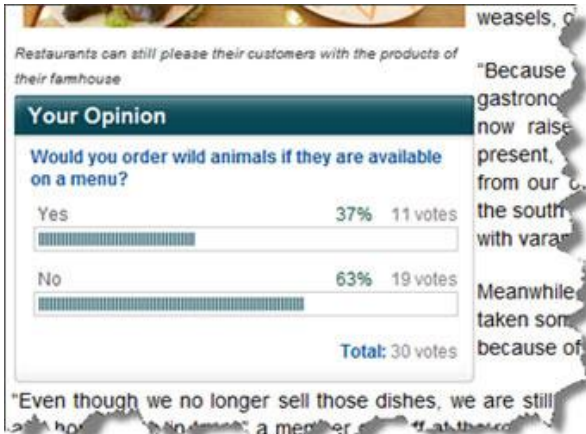 weasels,
Restaurants can still please their customers with the products of
their famhouse
"Because
gastrono
now raise
present,
from our
the south
with varan
Meanwhile
taken som
because of
Your Opinion
Would you order wild animals if they are available
on a menu?
Yes 37% 11 votes
No 63% 19 votes
Total: 30 votes
"Even though we no longer sell those dishes, we are still
a member